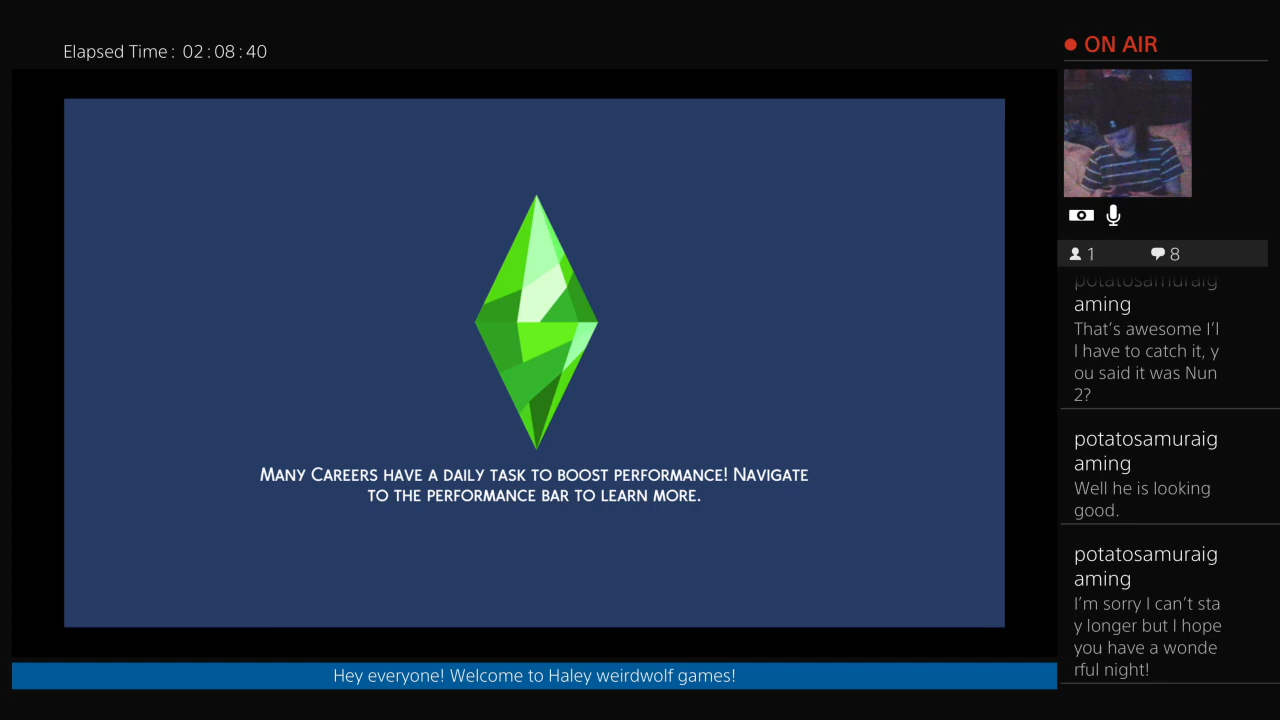 Elapsed Time : 02:08:40
ON AIR
1
8
potatosamuraig
aming
That's awesome I'l
l have to catch it, y
ou said it was Nun
2?
potatosamuraig
aming
Well he is looking
good.
potatosamuraig
aming
I'm sorry I can't sta
y longer but I hope
you have a wonde
rful night!
MANY CAREERS HAVE A DAILY TASK TO BOOST PERFORMANCE! NAVIGATE
TO THE PERFORMANCE BAR TO LEARN MORE.
Hey everyone! Welcome to Haley weirdwolf games!